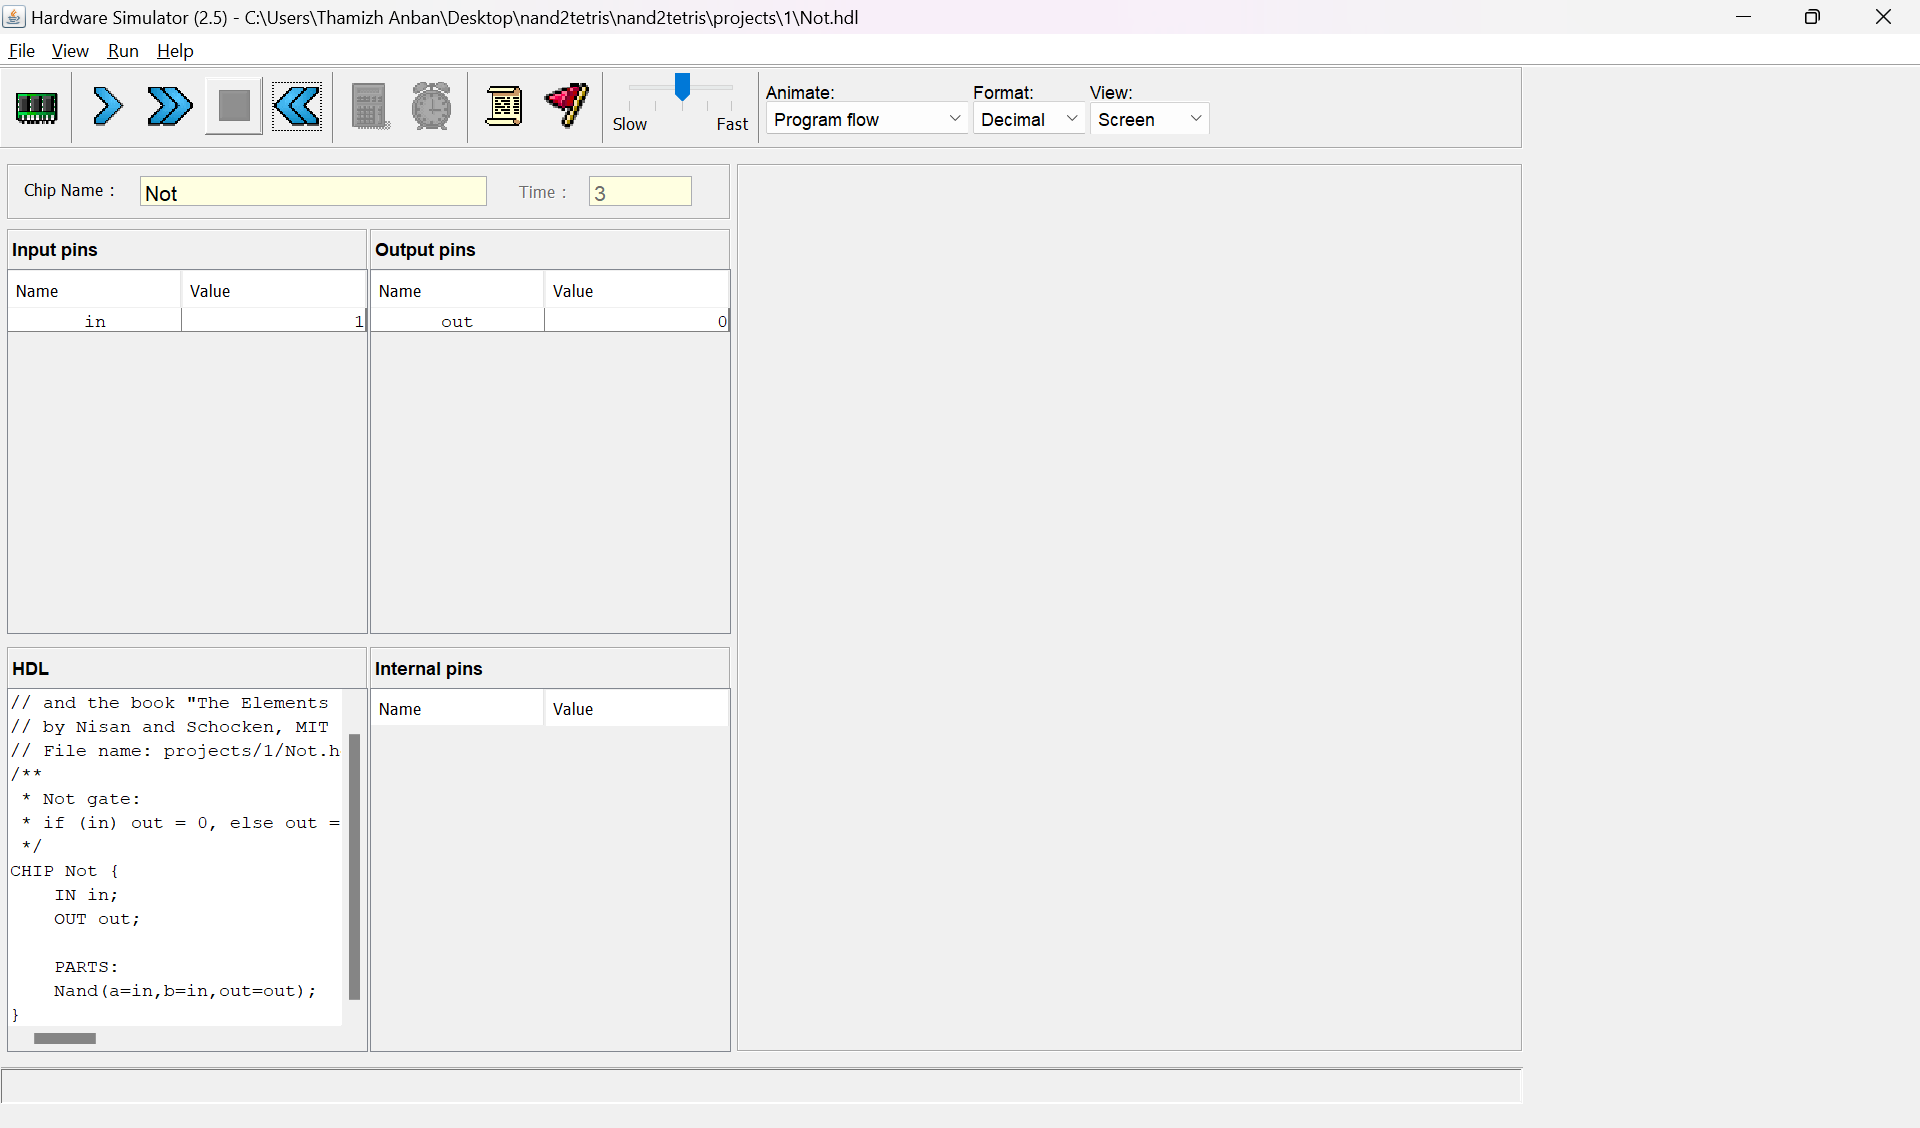 Hardware Simulator (2.5) - C:\Users\Thamizh Anban\Desktop\nand2tetris\nand2tetris\projects\1\Not.hdl
File View Run Help
Slow Fast
Animate: Format: View:
Program flow Decimal Screen
Chip Name : Not Time : 3
Input pins Output pins
Name Value Name Value
in 1 out 0
HDL Internal pins
Name Value
// and the book "The Elements
// by Nisan and Schocken, MIT
// File name: projects/1/Not.h
/**
* Not gate:
* if (in) out = 0, else out =
*/
CHIP Not {
IN in;
OUT out;
PARTS:
Nand(a=in,b=in,out=out);
}